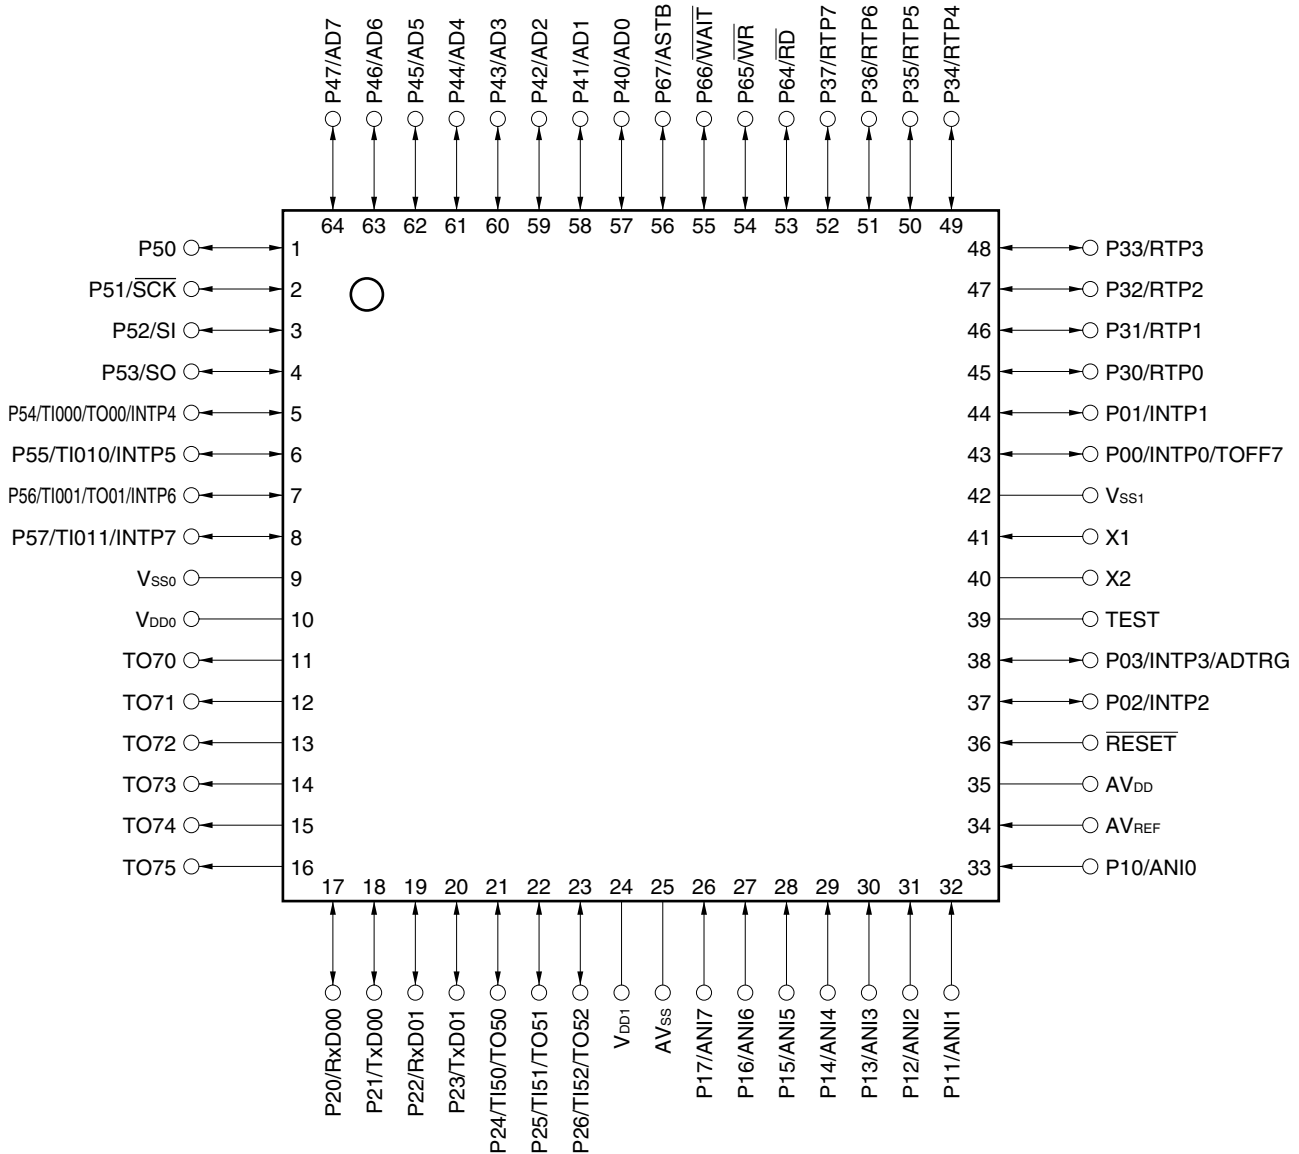 P47/AD7
P46/AD6
P45/AD5
P44/AD4
P43/AD3
P42/AD2
P41/AD1
P40/AD0
P67/ASTB
P66/WAIT
P65/WR
P64/RD
P37/RTP7
P36/RTP6
P35/RTP5
P34/RTP4
64 63 62 61 60 59 58 57 56 55 54 53 52 51 50 49
P50 1 48 P33/RTP3
P51/SCK 2 47 P32/RTP2
P52/SI 3 46 P31/RTP1
P53/SO 4 45 P30/RTP0
P54/TI000/TO00/INTP4 5 44 P01/INTP1
P55/TI010/INTP5 6 43 P00/INTP0/TOFF7
P56/TI001/TO01/INTP6 7 42 VSS1
P57/TI011/INTP7 8 41 X1
VSS0 9 40 X2
VDD0 10 39 TEST
TO70 11 38 P03/INTP3/ADTRG
TO71 12 37 P02/INTP2
TO72 13 36 RESET
TO73 14 35 AVDD
TO74 15 34 AVREF
TO75 16 33 P10/ANI0
17 18 19 20 21 22 23 24 25 26 27 28 29 30 31 32
P20/RxD00
P21/TxD00
P22/RxD01
P23/TxD01
P24/TI50/TO50
P25/TI51/TO51
P26/TI52/TO52
VDD1
AVSS
P17/ANI7
P16/ANI6
P15/ANI5
P14/ANI4
P13/ANI3
P12/ANI2
P11/ANI1